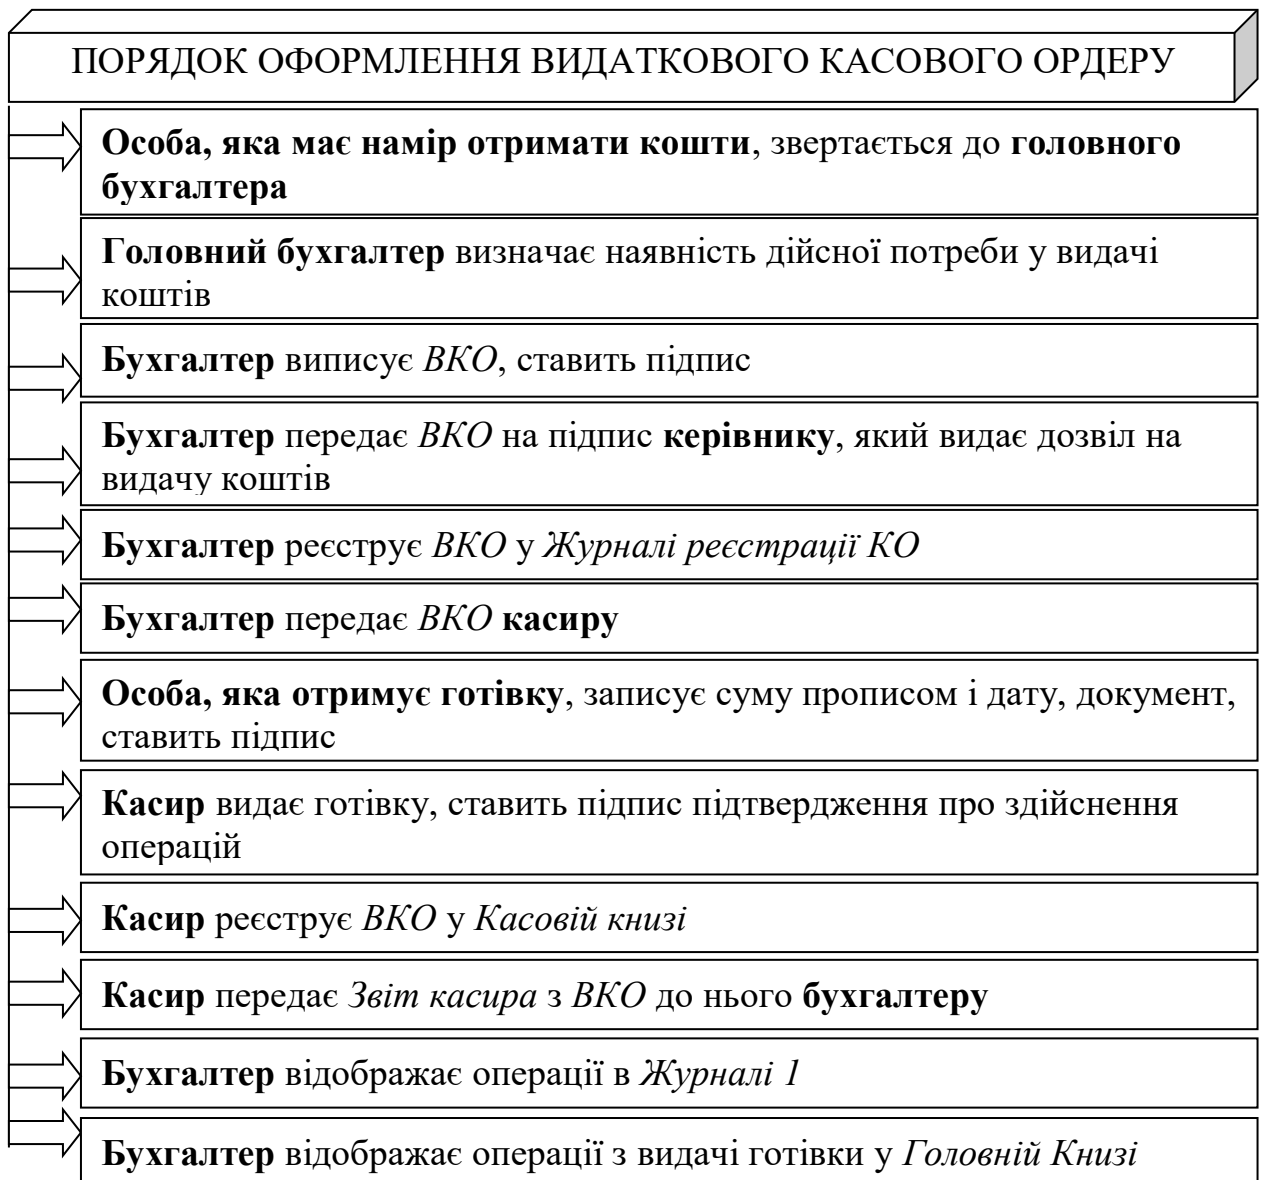 ПОРЯДОК ОФОРМЛЕННЯ ВИДАТКОВОГО КАСОВОГО ОРДЕРУ
Особа, яка має намір отримати кошти, звертається до головного
бухгалтера
Головний бухгалтер визначає наявність дійсної потреби у видачі
коштів
Бухгалтер виписує ВКО, ставить підпис
Бухгалтер передає ВКО на підпис керівнику, який видає дозвіл на
видачу коштів
Бухгалтер реєструє ВКО у Журналі реєстрації КО
Бухгалтер передає ВКО касиру
Особа, яка отримує готівку, записує суму прописом і дату, документ,
ставить підпис
Касир видає готівку, ставить підпис підтвердження про здійснення
операцій
Касир реєструє ВКО у Касовій книзі
Касир передає Звіт касира з ВКО до нього бухгалтеру
Бухгалтер відображає операції в Журналі 1
Бухгалтер відображає операції з видачі готівки у Головній Книзі